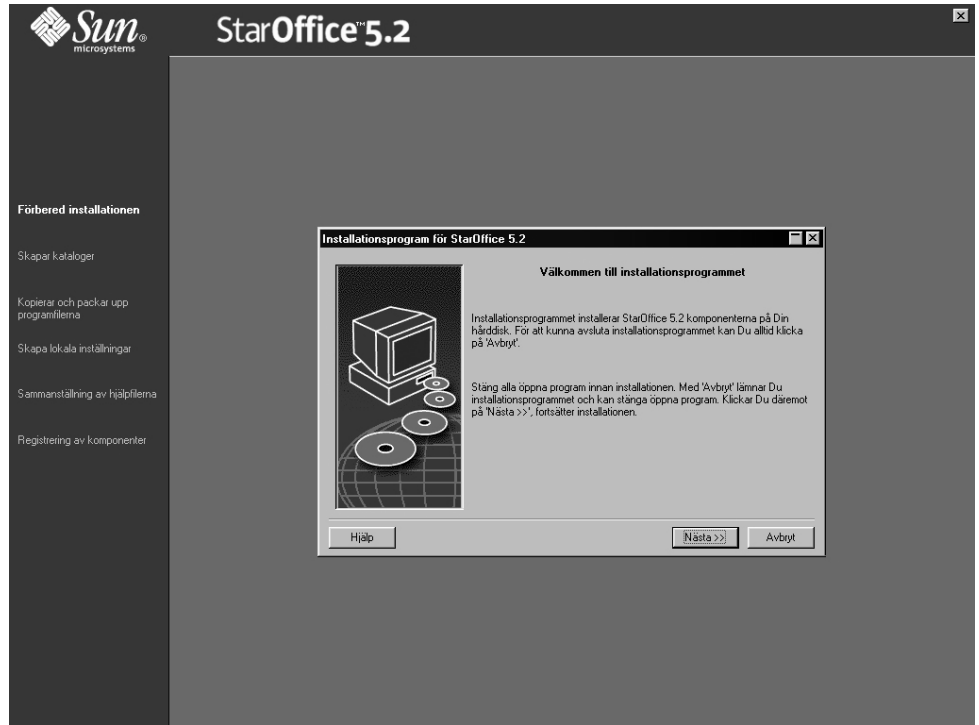 Sun®
microsystems
StarOffice™ 5.2
Förbered installationen
Skapar kataloger
Kopierar och packar upp
programfilerna
Skapa lokala inställningar
Sammanställning av hjälpfilerna
Registrering av komponenter
Installationsprogram för StarOffice 5.2
Välkommen till installationsprogrammet
Installationsprogrammet installerar StarOffice 5.2 komponenterna på Din
hårddisk. För att kunna avsluta installationsprogrammet kan Du alltid klicka
på 'Avbryt'.
Stäng alla öppna program innan installationen. Med 'Avbryt' lämnar Du
installationsprogrammet och kan stänga öppna program. Klickar Du däremot
på 'Nästa >>', fortsätter installationen.
Hjälp
Nästa >>
Avbryt